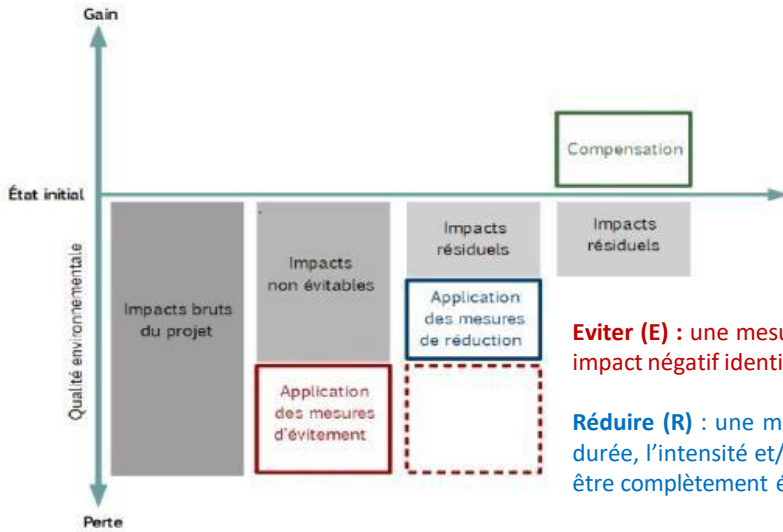 Gain
Compensation
État initial
Qualité environnementale
Impacts bruts
du projet
Impacts
non évitables
Application
des mesures
d'évitement
Impacts
résiduels
Application
des mesures
de réduction
Impacts
résiduels
Eviter (E) : une mesu
impact négatif identi
Réduire (R) : une m
durée, l’intensité et/
être complètement é
Perte